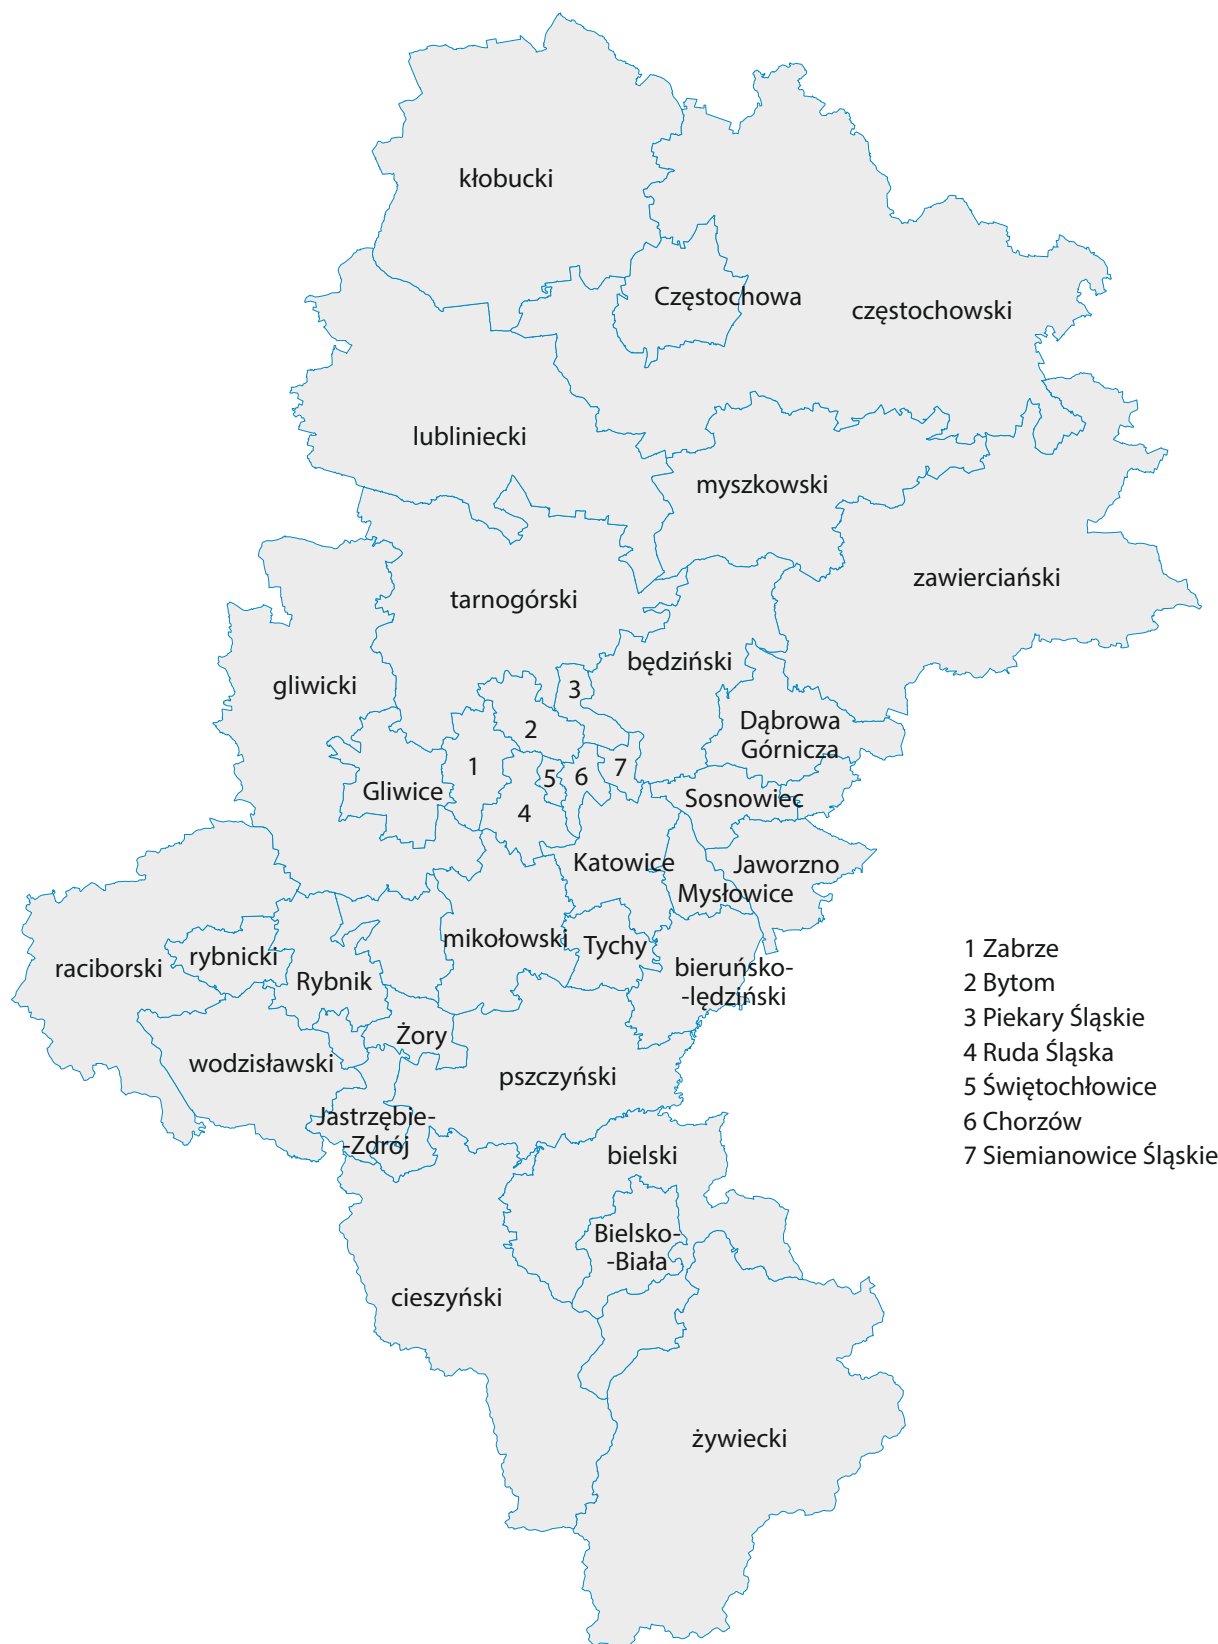 kłobucki
Częstochowa
częstochowski
lubliniecki
myszkowski
zawierciański
tarnogórski
będziński
gliwicki
3
Dąbrowa
Górnicza
2
1
7
6
5
Gliwice
Sosnowiec
4
Katowice
Jaworzno
Mysłowice
mikołowski
Tychy
rybnicki
raciborski
Rybnik
bieruńsko-
-lędziński
Żory
wodzisławski
pszczyński
Jastrzębie-
-Zdrój
bielski
Bielsko-
-Biała
cieszyński
żywiecki
1 Zabrze
2 Bytom
3 Piekary Śląskie
4 Ruda Śląska
5 Świętochłowice
6 Chorzów
7 Siemianowice Śląskie